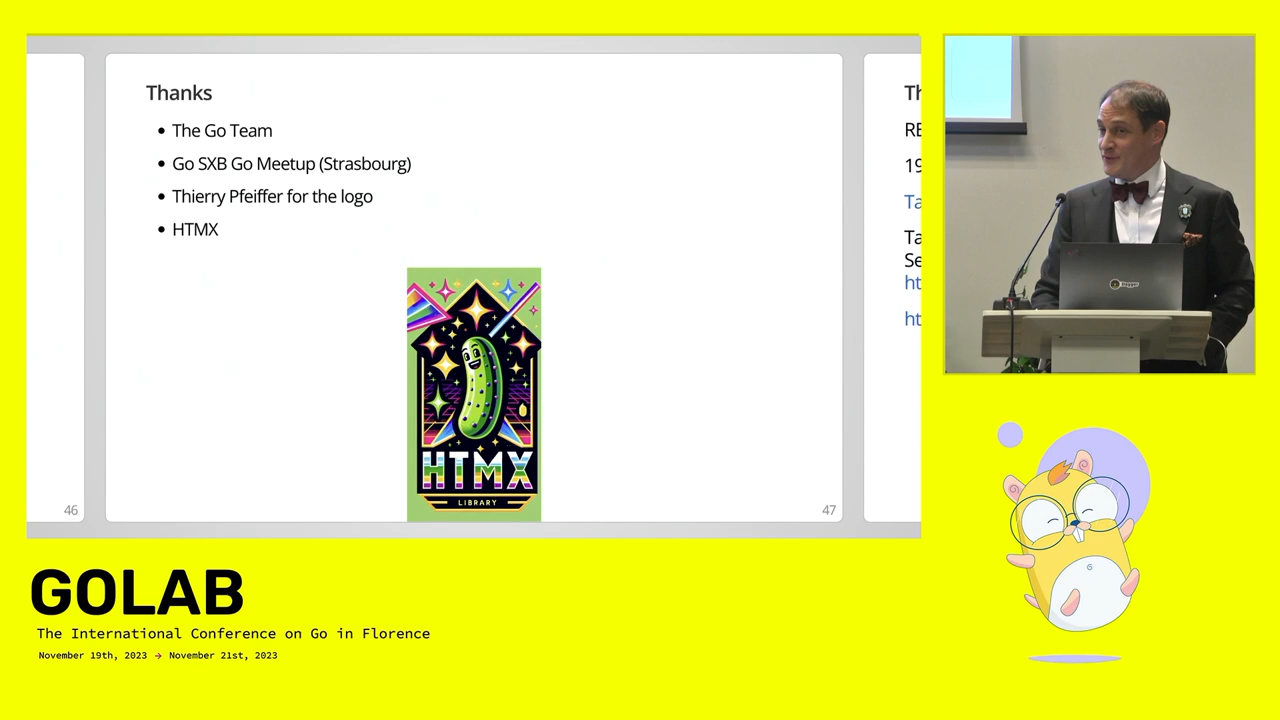 Thanks
The Go Team
Go SXB Go Meetup (Strasbourg)
Thierry Pfeiffer for the logo
HTMX
HTMX
LIBRARY
46
47
Th
RE
19
Ta
Ta
Se
ht
ht
GOLAB
The International Conference on Go in Florence
November 19th, 2023 → November 21st, 2023